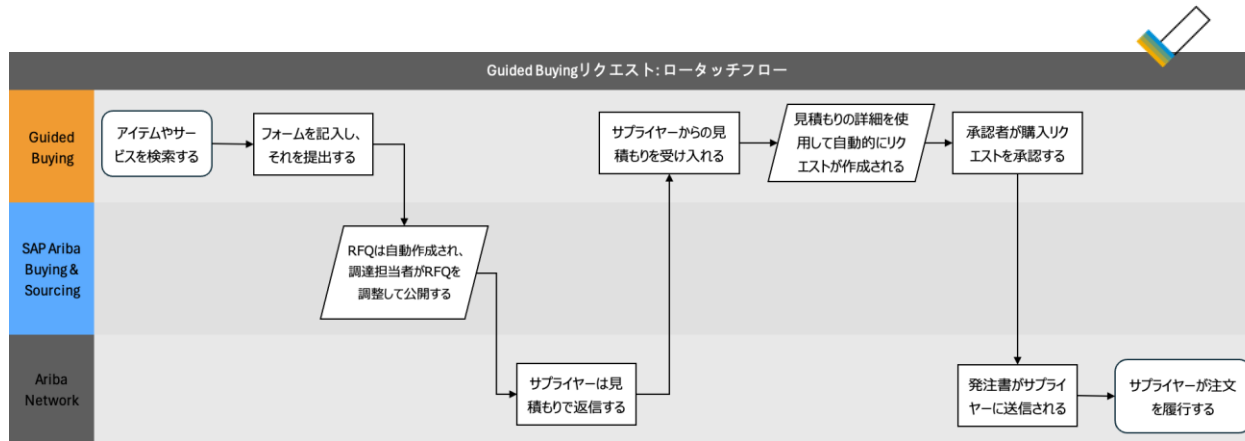 Guided Buyingリクエスト: ロータッチフロー
Guided
Buying
アイテムやサー
ビスを検索する
フォームを記入し、
それを提出する
サプライヤーからの見
積もりを受け入れる
見積もりの詳細を使
用して自動的にリク
エストが作成される
承認者が購入リク
エストを承認する
SAP Ariba
Buying &
Sourcing
RFQは自動作成され、
調達担当者がRFQを
調整して公開する
Ariba
Network
サプライヤーは見
積もりで返信する
発注書がサプライ
ヤーに送信される
サプライヤーが注文
を履行する